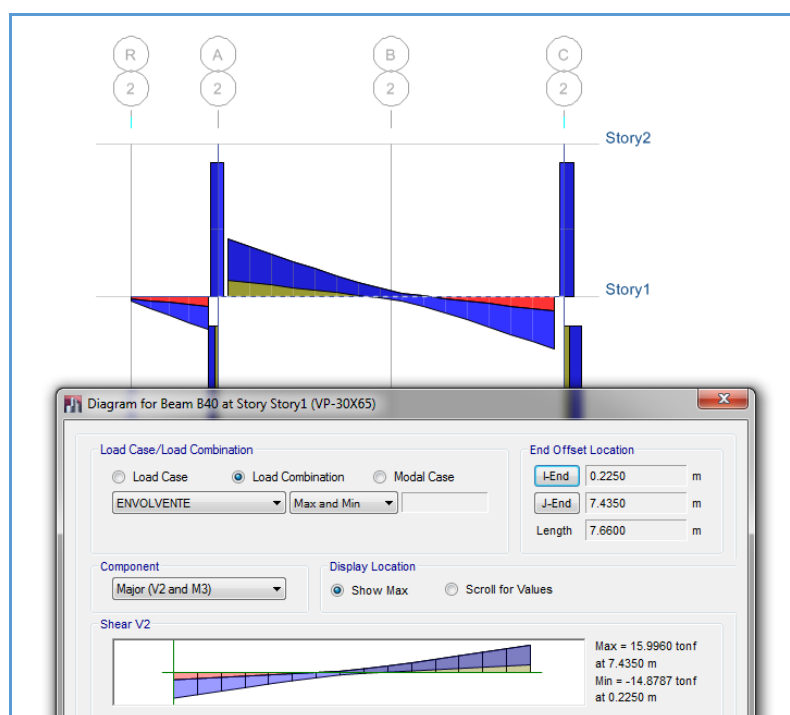 R A B C
2 2 2 2
Story2
Story1
Diagram for Beam B40 at Story Story1 (VP-30X65)
Load Case/Load Combination
Load Case Load Combination Modal Case
ENVOLVENTE Max and Min
End Offset Location
I-End 0.2250 m
J-End 7.4350 m
Length 7.6600 m
Component
Major (V2 and M3)
Display Location
Show Max Scroll for Values
Shear V2
Max = 15.9960 tonf
at 7.4350 m
Min = -14.8787 tonf
at 0.2250 m